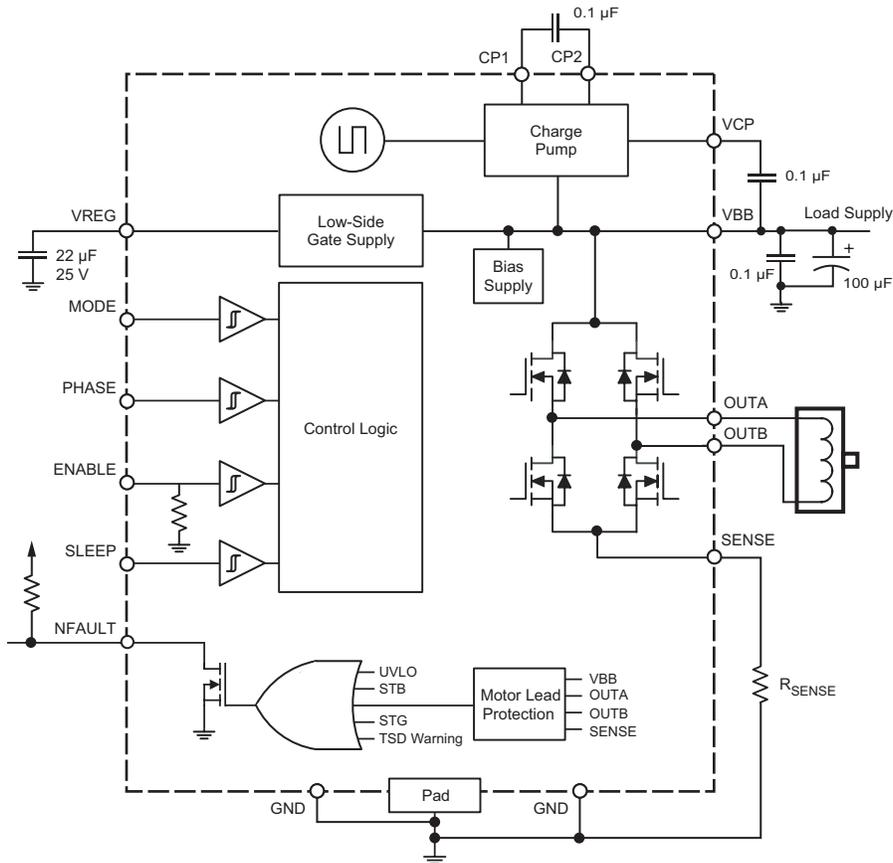 0.1 µF
CP1
CP2
Charge
Pump
VCP
0.1 µF
VREG
Low-Side
Gate Supply
VBB
Load Supply
22 µF
25 V
Bias
Supply
0.1 µF
+
100 µF
MODE
PHASE
Control Logic
OUTA
OUTB
ENABLE
SLEEP
SENSE
NFAULT
UVLO
STB
STG
TSD Warning
Motor Lead
Protection
VBB
OUTA
OUTB
SENSE
RSENSE
GND
Pad
GND